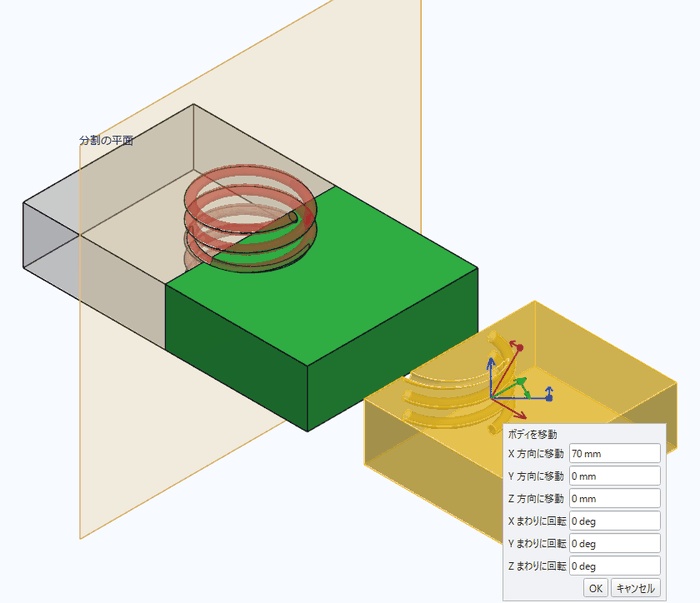 分割の平面
ボディを移動
X 方向に移動 70 mm
Y 方向に移動 0 mm
Z 方向に移動 0 mm
X まわりに回転 0 deg
Y まわりに回転 0 deg
Z まわりに回転 0 deg
OK キャンセル